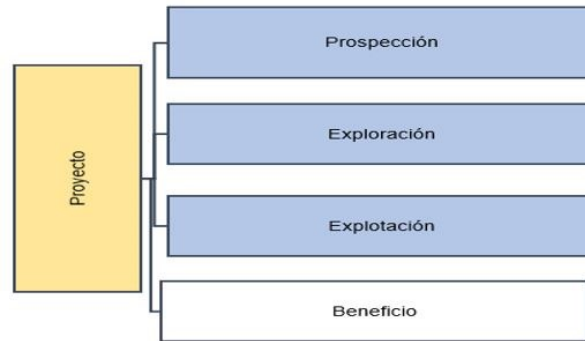 Proyecto
Prospección
Exploración
Explotación
Beneficio